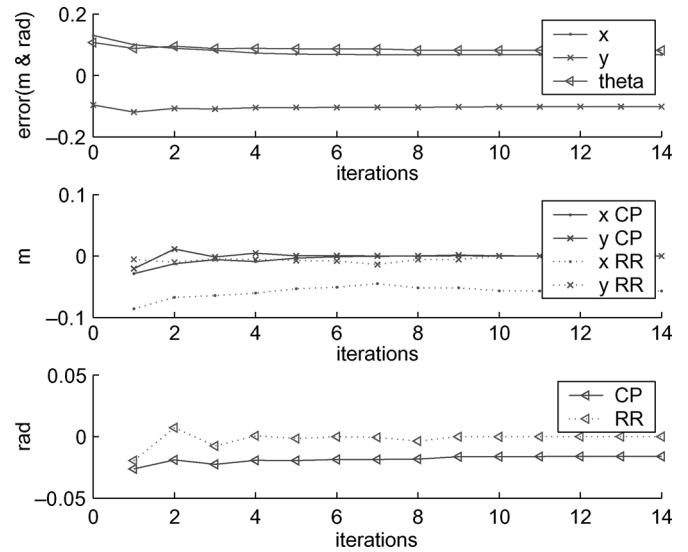 0.2
0
−0.2
error(m & rad)
x
y
theta
0 2 4 6 8 10 12 14
iterations
0.1
0
−0.1
m
x CP
y CP
x RR
y RR
0 2 4 6 8 10 12 14
iterations
0.05
0
−0.05
rad
CP
RR
0 2 4 6 8 10 12 14
iterations